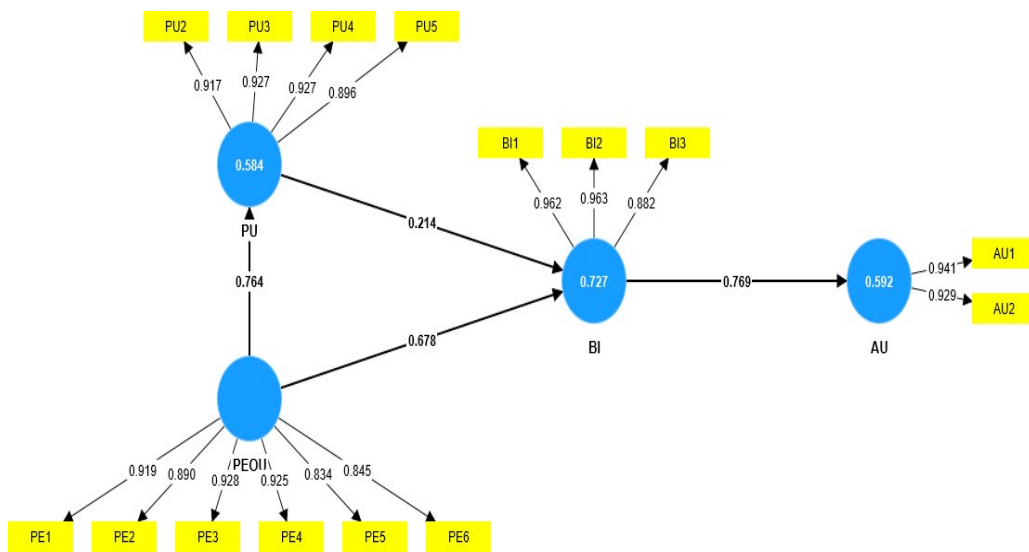 PU2 PU3 PU4 PU5
0.917 0.927 0.927 0.896
0.584
PU
BI1 BI2 BI3
0.962 0.963 0.882
0.214
0.764
0.727
BI
0.769
0.592
AU
0.941 AU1
0.929 AU2
0.678
PEOU
0.919 0.890 0.928 0.925 0.834 0.845
PE1 PE2 PE3 PE4 PE5 PE6